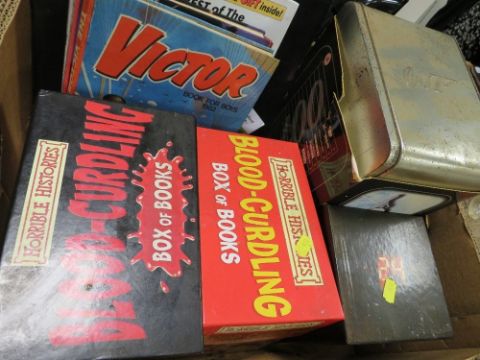 inside!
ST of The
VICTOR
BOOK FOR BOYS
HORRIBLE HISTORIES
BLOOD-CURDLING
BOX OF BOOKS
BLOOD-CURDLING
BOX OF BOOKS
HORRIBLE HISTORIES